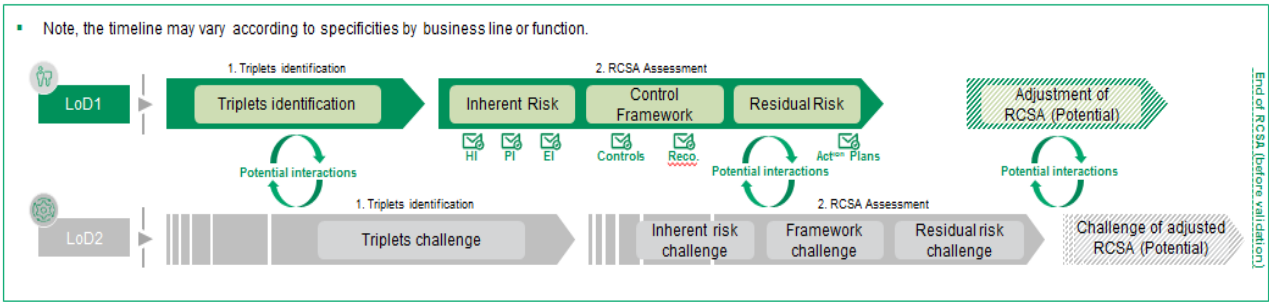 ▪ Note, the timeline may vary according to specificities by business line or function.
1. Triplets identification
2. RCSA Assessment
LoD1
Triplets identification
Inherent Risk
Control
Framework
Residual Risk
Adjustment of
RCSA (Potential)
HI
PI
EI
Controls
Reco.
Act° Plans
Potential interactions
Potential interactions
Potential interactions
1. Triplets identification
2. RCSA Assessment
LoD2
Triplets challenge
Inherent risk
challenge
Framework
challenge
Residual risk
challenge
Challenge of adjusted
RCSA (Potential)
End of RCSA (before validation)